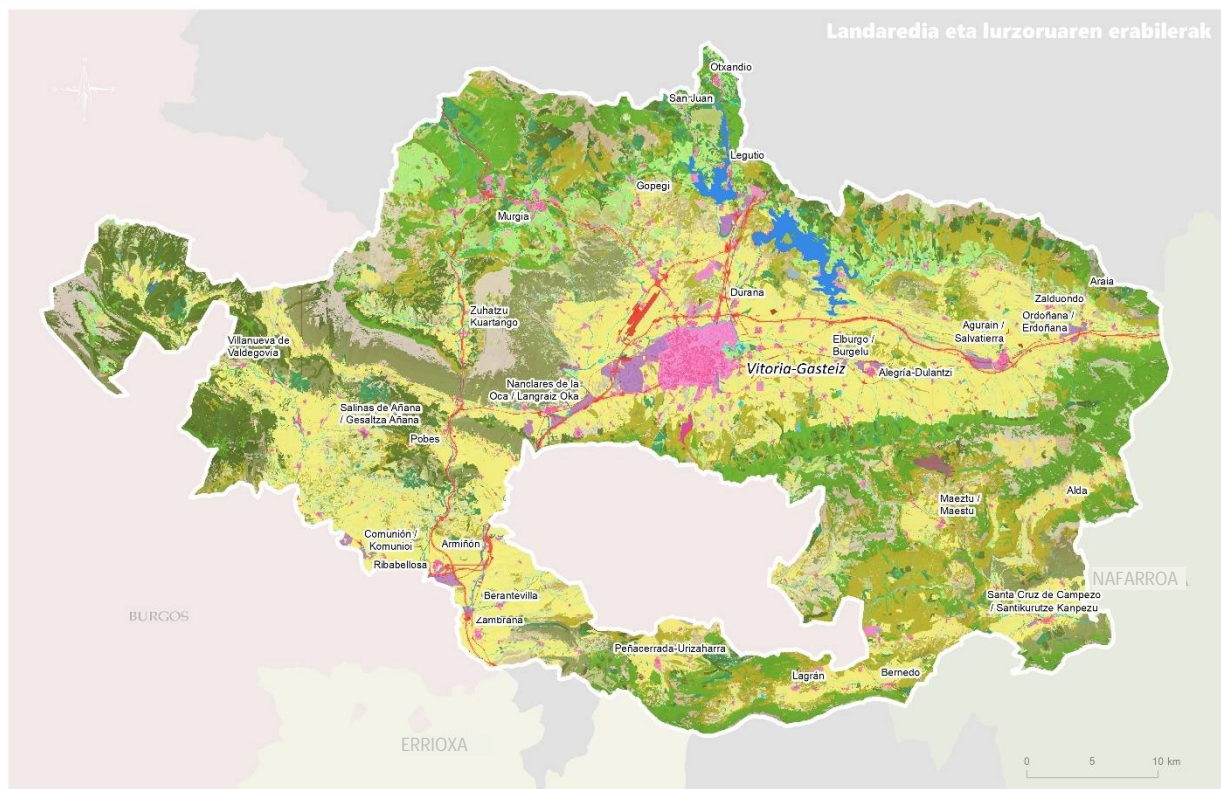 Landaredia eta lurzoruaren erabilerak
Otxandio
San Juan
Legutio
Gopegi
Murgia
Araia
Durana
Zalduondo
Zuhatzu
Kuartango
Ordoñana /
Erdoñana
Agurain /
Salvatierra
Villanueva de
Valdegovía
Elburgo /
Burgelu
Vitoria-Gasteiz
Alegría-Dulantzi
Nanclares de la
Oca / Langraiz Oka
Salinas de Añana
/ Gesaltza Añana
Pobes
Maeztu /
Maestu
Alda
Comunión /
Komunioi
Armiñón
Ribabellosa
NAFARROA
Berantevilla
Santa Cruz de Campezo
/ Santikurutze Kanpezu
BURGOS
Zambrana
Peñacerrada-Urizaharra
Lagrán
Bernedo
ERRIOXA
0 5 10 km